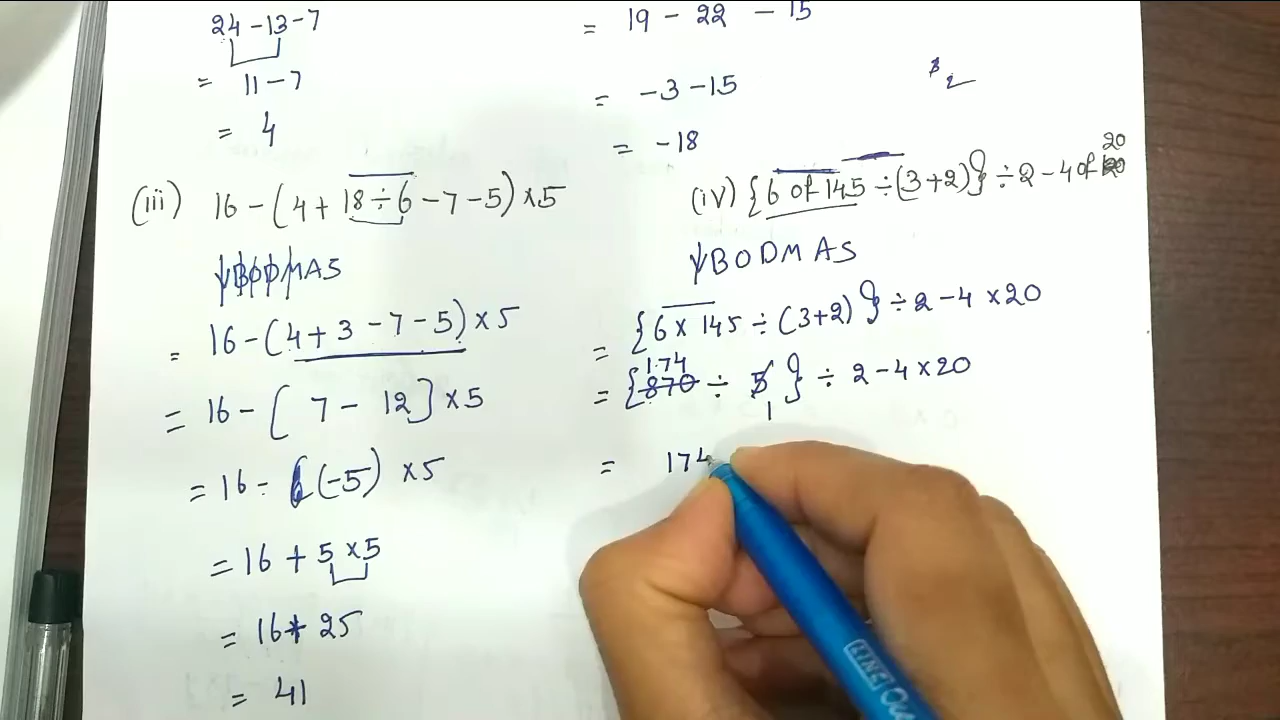 24 - 13 - 7
= 11 - 7
= 4
(iii) 16 - (4 + 18 ÷ 6 - 7 - 5) × 5
VBODMAS
= 16 - (4 + 3 - 7 - 5) × 5
= 16 - [ 7 - 12 ] × 5
= 16 - (-5) × 5
= 16 + 5 × 5
= 16 + 25
= 41
= 19 - 22 - 15
= -3 - 15
= -18
20
(iv) {6 of 145 ÷ (3+2)} ÷ 2 - 4 of
VBODMAS
= {6 × 145 ÷ (3+2)} ÷ 2 - 4 × 20
174
= {870 ÷ 5} ÷ 2 - 4 × 20
1
= 174
LINC